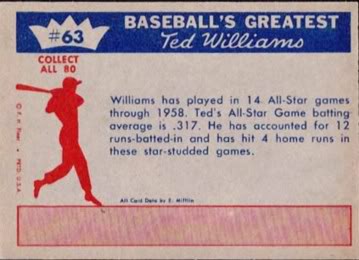 #63
BASEBALL'S GREATEST
Ted Williams
COLLECT
ALL 80
Williams has played in 14 All-Star games
through 1958. Ted's All-Star Game batting
average is .317. He has accounted for 12
runs-batted-in and has hit 4 home runs in
these star-studded games.
All Card Data by E. Mifflin